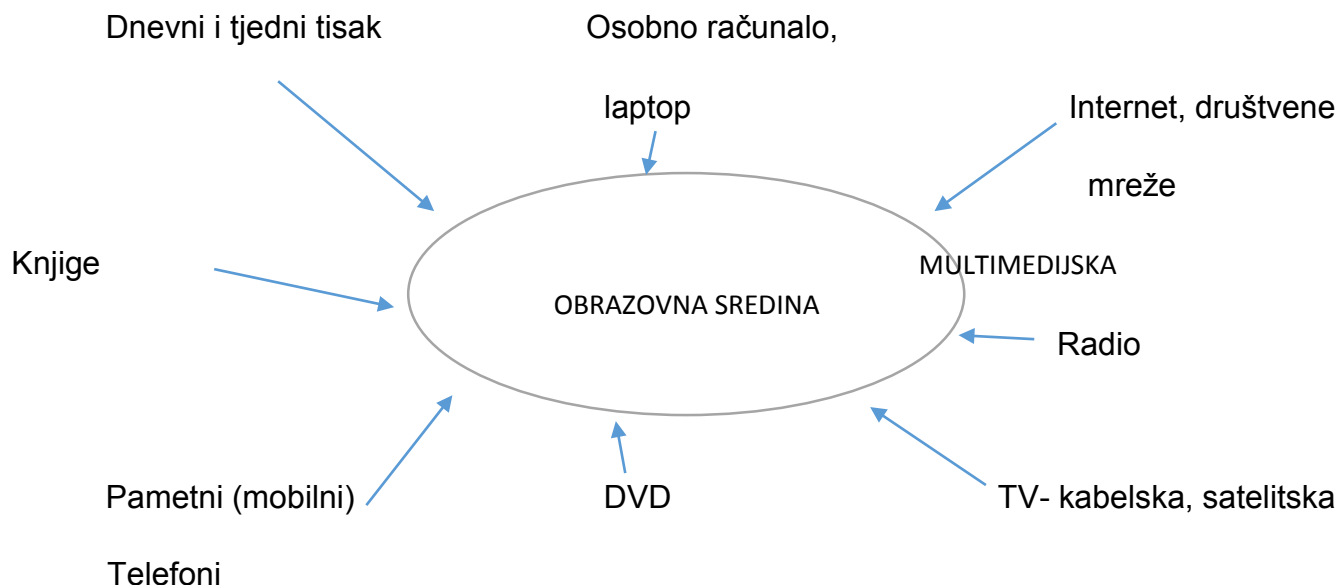 Dnevni i tjedni tisak
Osobno računalo,
laptop
Internet, društvene
mreže
Knjige
MULTIMEDIJSKA
OBRAZOVNA SREDINA
Radio
Pametni (mobilni)
DVD
TV- kabelska, satelitska
Telefoni